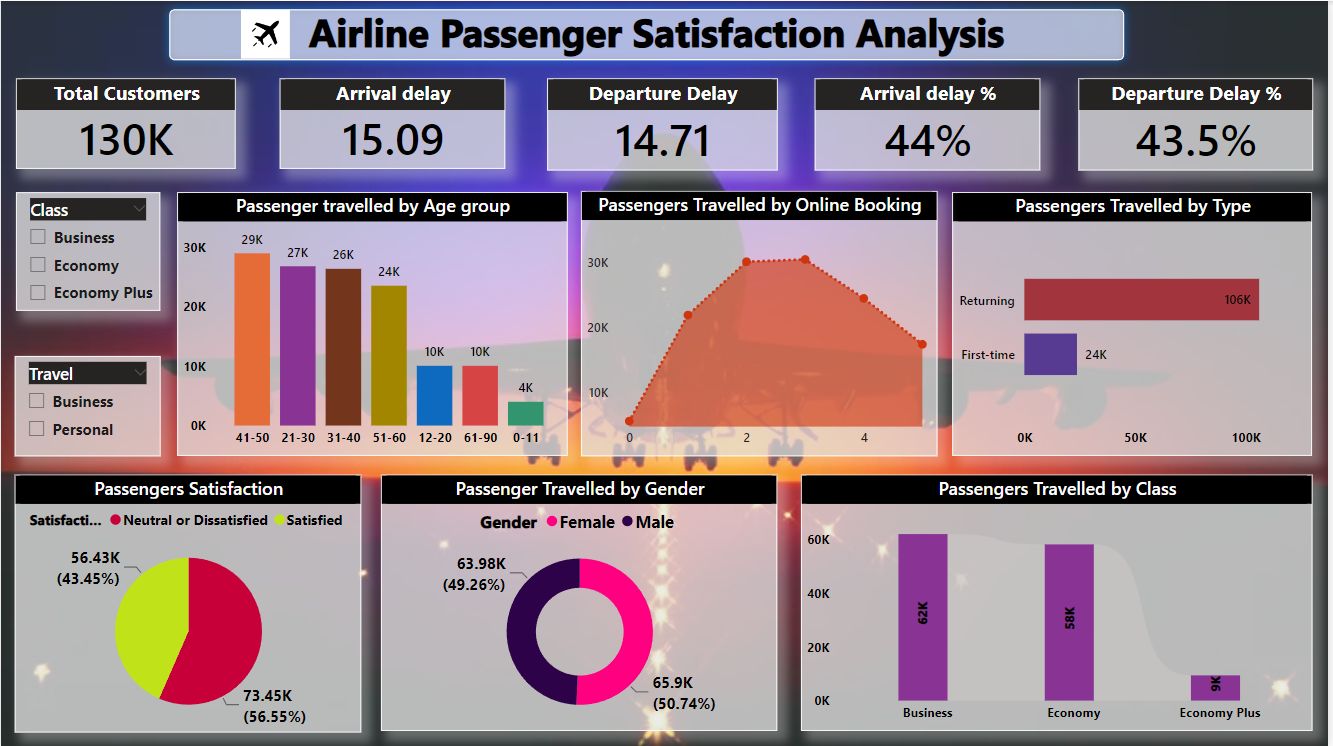 Airline Passenger Satisfaction Analysis
Total Customers
130K
Arrival delay
15.09
Departure Delay
14.71
Arrival delay %
44%
Departure Delay %
43.5%
Class
Business
Economy
Economy Plus
Travel
Business
Personal
Passenger travelled by Age group
30K
20K
10K
0K
29K
27K
26K
24K
10K
10K
4K
41-50 21-30 31-40 51-60 12-20 61-90 0-11
Passengers Travelled by Online Booking
30K
20K
10K
0 2 4
Passengers Travelled by Type
Returning 106K
First-time 24K
0K 50K 100K
Passengers Satisfaction
Satisfacti... Neutral or Dissatisfied Satisfied
56.43K
(43.45%)
73.45K
(56.55%)
Passenger Travelled by Gender
Gender Female Male
63.98K
(49.26%)
65.9K
(50.74%)
Passengers Travelled by Class
60K
40K
20K
0K
62K
58K
9K
Business Economy Economy Plus